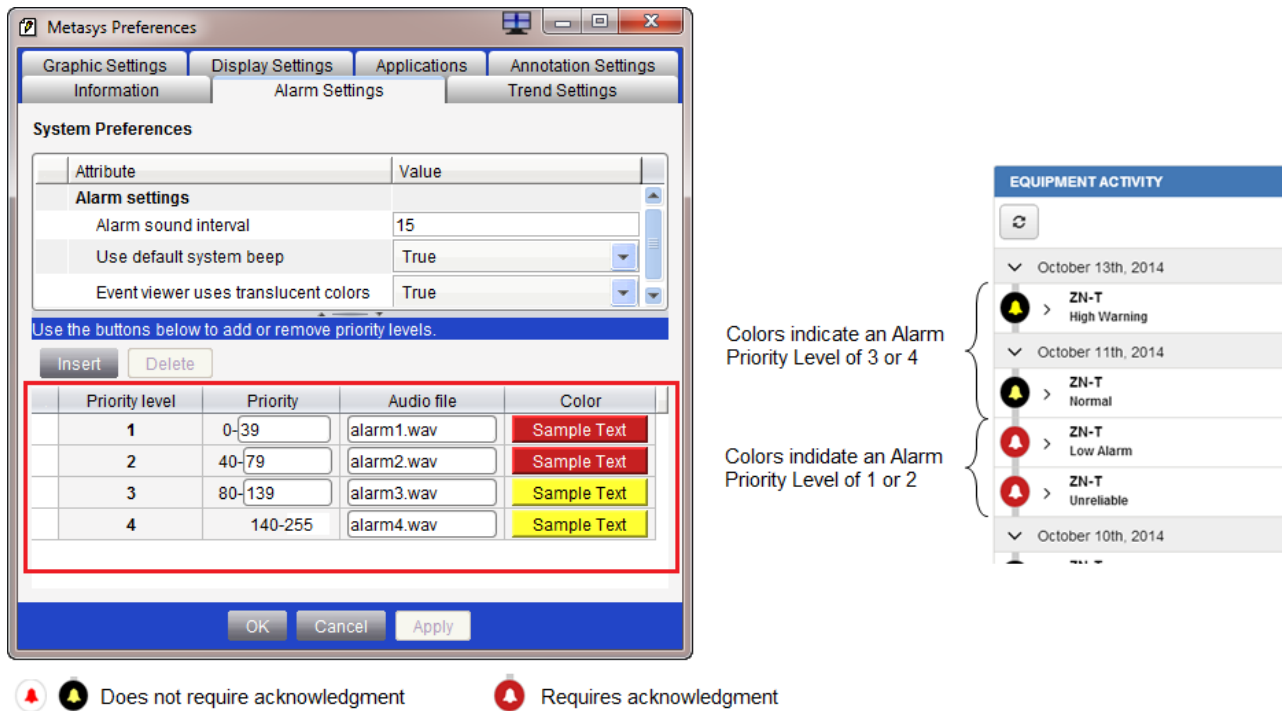 Metasys Preferences
Graphic Settings Display Settings Applications Annotation Settings
Information Alarm Settings Trend Settings
System Preferences
Attribute Value
Alarm settings
Alarm sound interval 15
Use default system beep True
Event viewer uses translucent colors True
Use the buttons below to add or remove priority levels.
Insert Delete
Priority level Priority Audio file Color
1 0-39 alarm1.wav Sample Text
2 40-79 alarm2.wav Sample Text
3 80-139 alarm3.wav Sample Text
4 140-255 alarm4.wav Sample Text
OK Cancel Apply
Colors indicate an Alarm
Priority Level of 3 or 4
Colors indidate an Alarm
Priority Level of 1 or 2
EQUIPMENT ACTIVITY
October 13th, 2014
ZN-T
High Warning
October 11th, 2014
ZN-T
Normal
ZN-T
Low Alarm
ZN-T
Unreliable
October 10th, 2014
Does not require acknowledgment
Requires acknowledgment